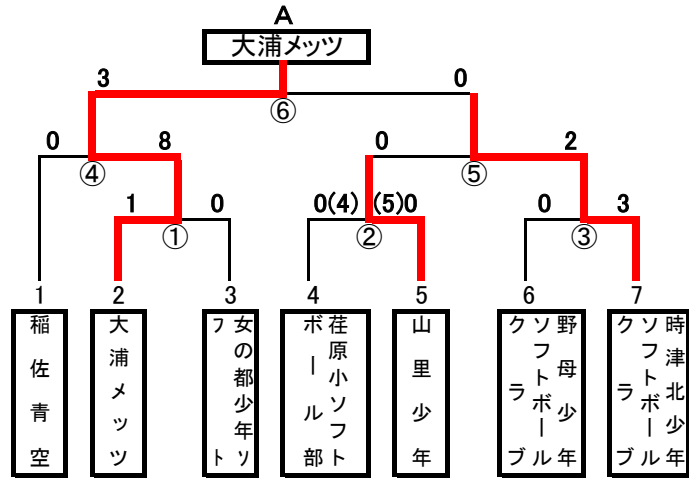 A
大浦メッツ
3
0
⑥
0
8
0
2
④
⑤
1
0
0(4)
(5)0
0
3
①
②
③
1
2
3
4
5
6
7
稲佐青空
大浦メッツ
女の都少年ソ
フト
荏原小ソフト
ボール部
山里少年
野母少年
ソフトボール
クラブ
時津北少年
ソフトボール
クラブ